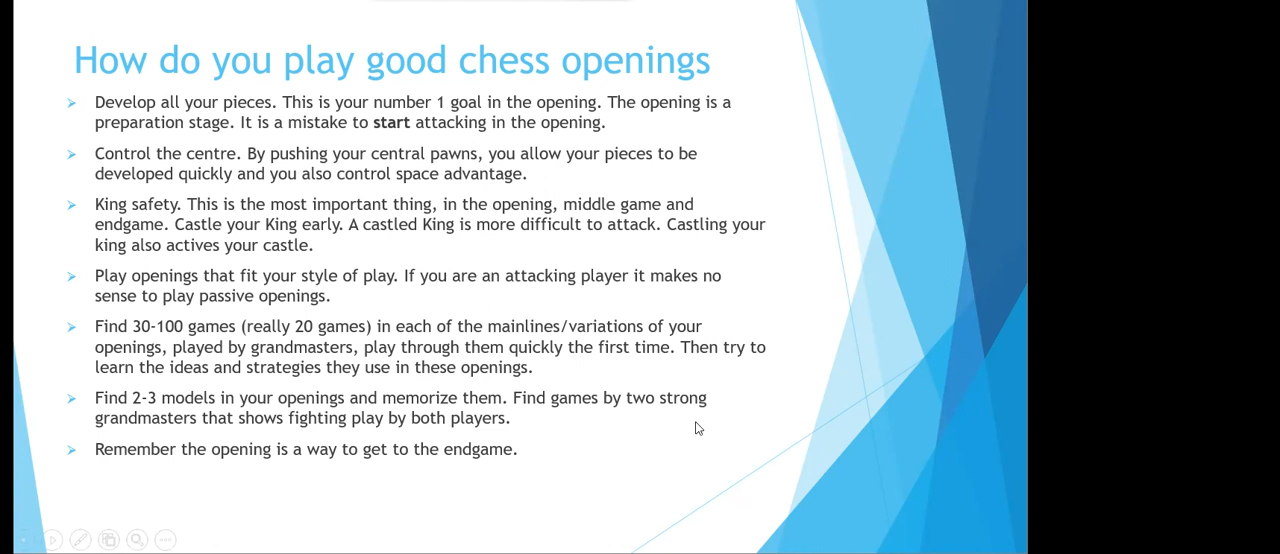 How do you play good chess openings
Develop all your pieces. This is your number 1 goal in the opening. The opening is a
preparation stage. It is a mistake to start attacking in the opening.
Control the centre. By pushing your central pawns, you allow your pieces to be
developed quickly and you also control space advantage.
King safety. This is the most important thing, in the opening, middle game and
endgame. Castle your King early. A castled King is more difficult to attack. Castling your
king also actives your castle.
Play openings that fit your style of play. If you are an attacking player it makes no
sense to play passive openings.
Find 30-100 games (really 20 games) in each of the mainlines/variations of your
openings, played by grandmasters, play through them quickly the first time. Then try to
learn the ideas and strategies they use in these openings.
Find 2-3 models in your openings and memorize them. Find games by two strong
grandmasters that shows fighting play by both players.
Remember the opening is a way to get to the endgame.